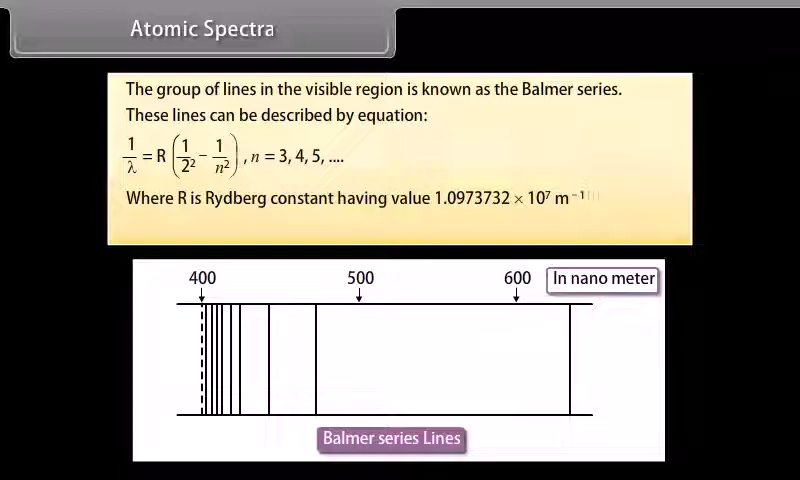 Atomic Spectra
The group of lines in the visible region is known as the Balmer series.
These lines can be described by equation:
1/λ = R (1/2² − 1/n²), n = 3, 4, 5, ....
Where R is Rydberg constant having value 1.0973732 × 10⁷ m⁻¹
400 500 600 In nano meter
Balmer series Lines